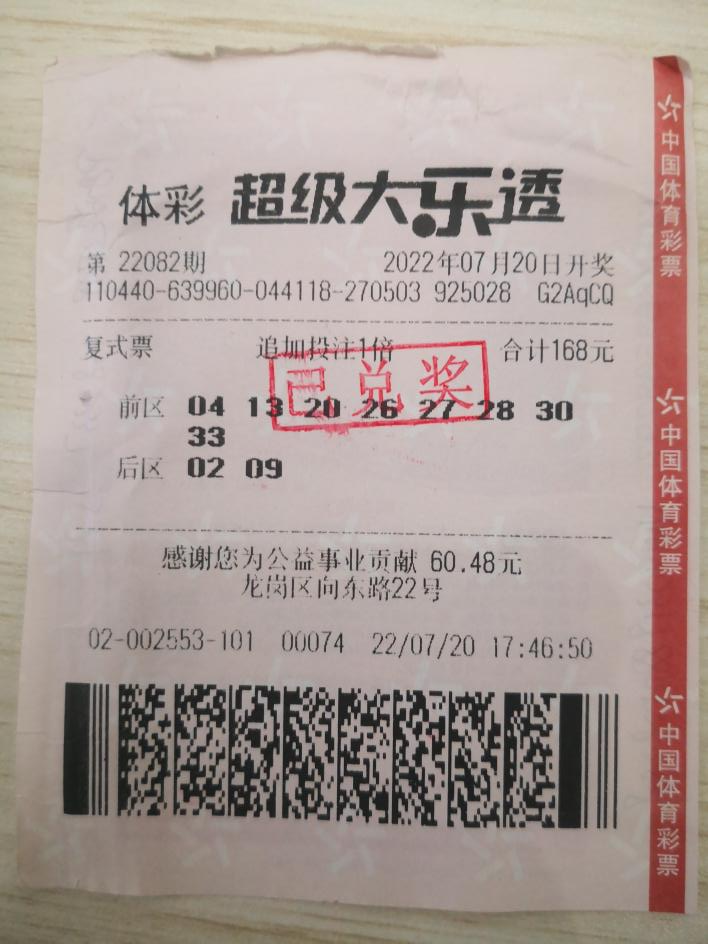 体彩 超级大乐透
第 22082期 2022年07月20日开奖
110440-639960-044118-270503 925028 G2AqCQ
复式票 追加投注1倍 合计168元
已兑奖
前区 04 13 20 26 27 28 30
33
后区 02 09
感谢您为公益事业贡献 60.48元
龙岗区向东路22号
02-002553-101 00074 22/07/20 17:46:50
中国体育彩票
中国体育彩票
中国体育彩票